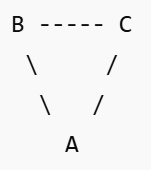 B ----- C
\ /
\ /
A